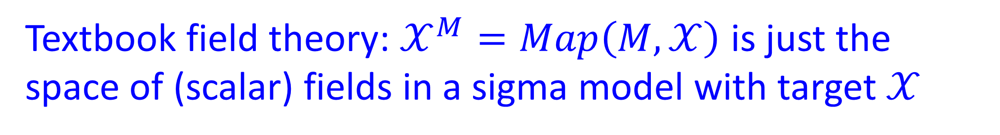 Textbook field theory: 𝒳^M = Map(M, 𝒳) is just the
space of (scalar) fields in a sigma model with target 𝒳